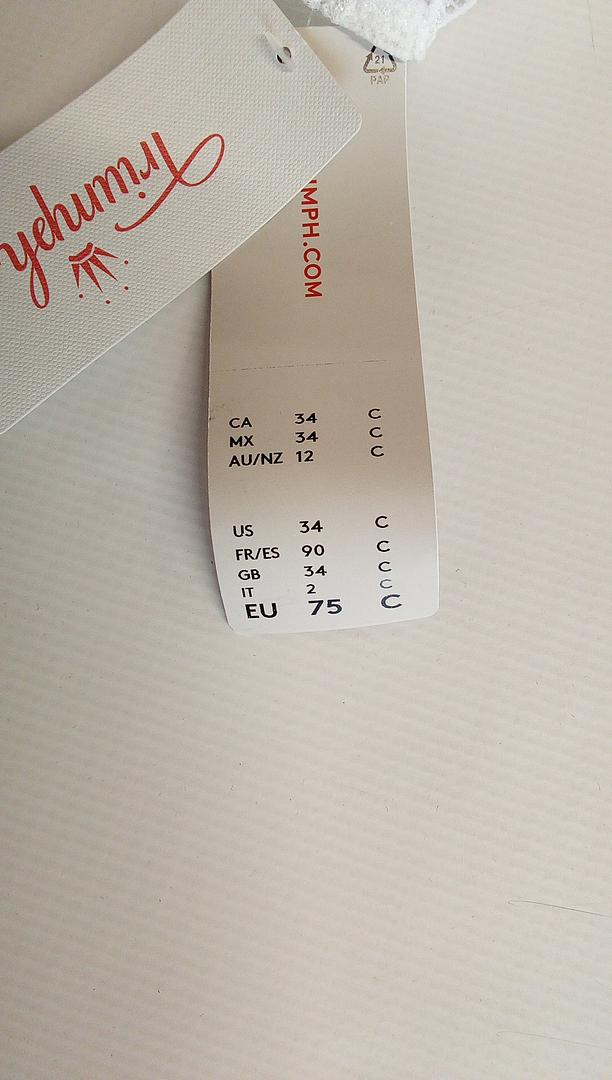 Triumph
21
PAP
UMPH.COM
CA 34 C
MX 34 C
AU/NZ 12 C
US 34 C
FR/ES 90 C
GB 34 C
IT 2 C
EU 75 C